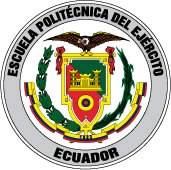 ESCUELA POLITÉCNICA DEL EJÉRCITO
ECUADOR